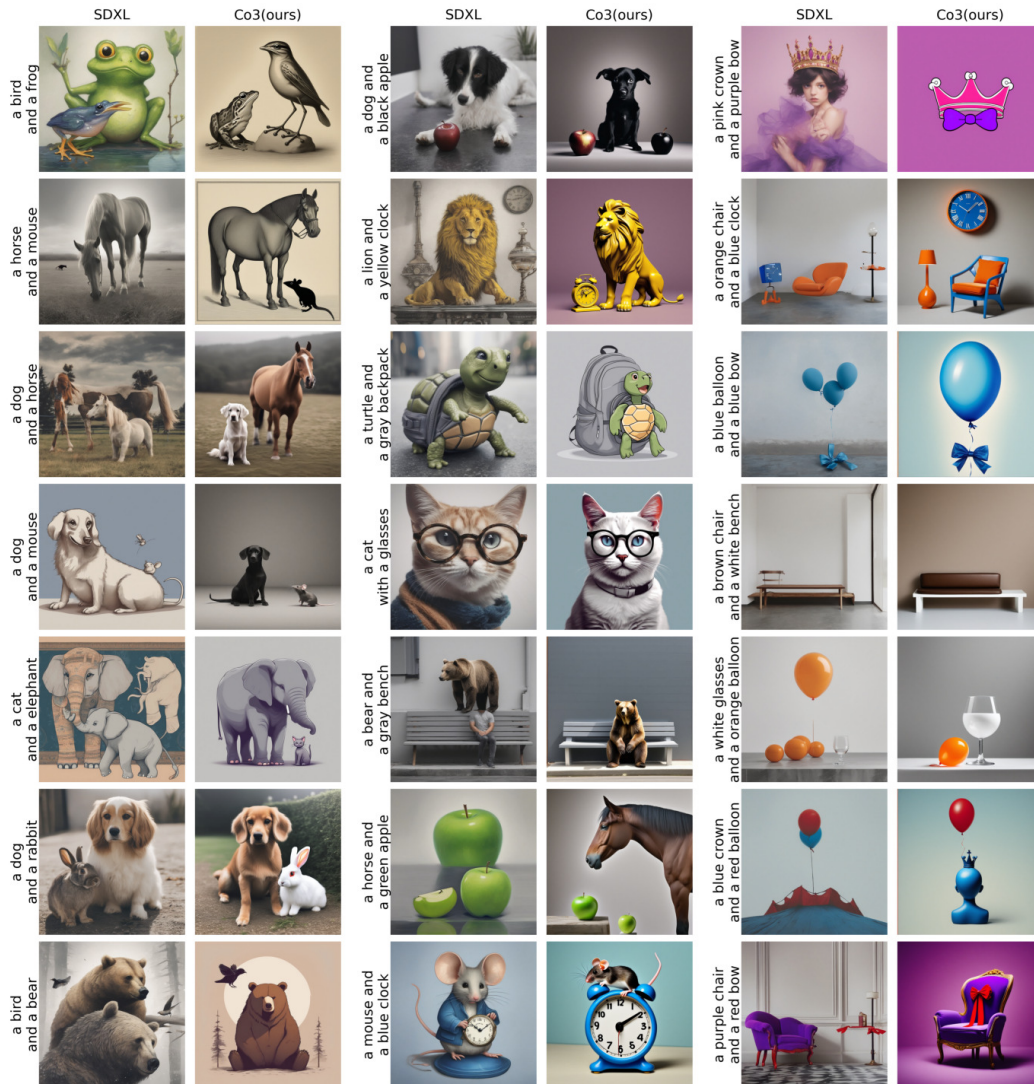 SDXL
Co3(ours)
SDXL
Co3(ours)
SDXL
Co3(ours)
a bird
and a frog
a dog and
black apple
a pink crown
and a purple bow
a horse
and a mouse
a lion and
a yellow clock
a orange chair
and a blue clock
a dog
and a horse
a turtle and
gray backpack
a blue balloon
and a blue bow
a dog
and a mouse
a cat
with a glasses
a brown chair
and a white bench
a cat
and a elephant
a bear and
a gray bench
a white glasses
and a orange balloon
a dog
and a rabbit
a horse and
green apple
a blue crown
and a red balloon
a bird
and a bear
a mouse and
a blue clock
a purple chair
and a red bow